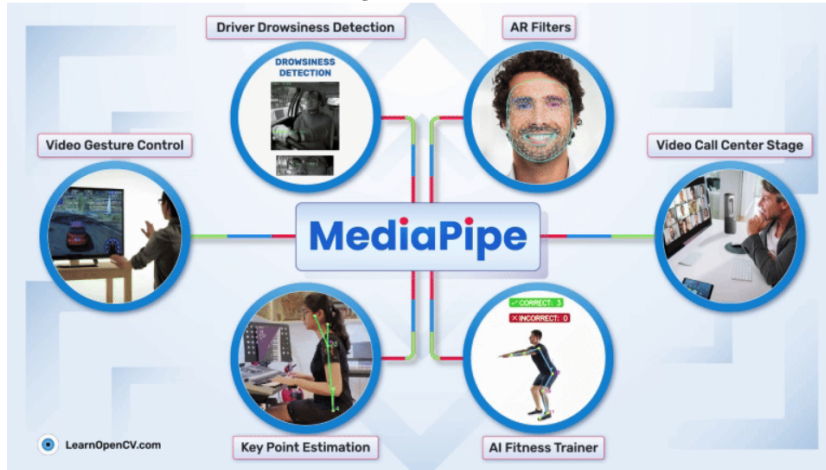 Driver Drowsiness Detection
AR Filters
DROWSINESS
DETECTION
Video Gesture Control
Video Call Center Stage
MediaPipe
✓ CORRECT: 3
✗ INCORRECT: 0
LearnOpenCV.com
Key Point Estimation
AI Fitness Trainer